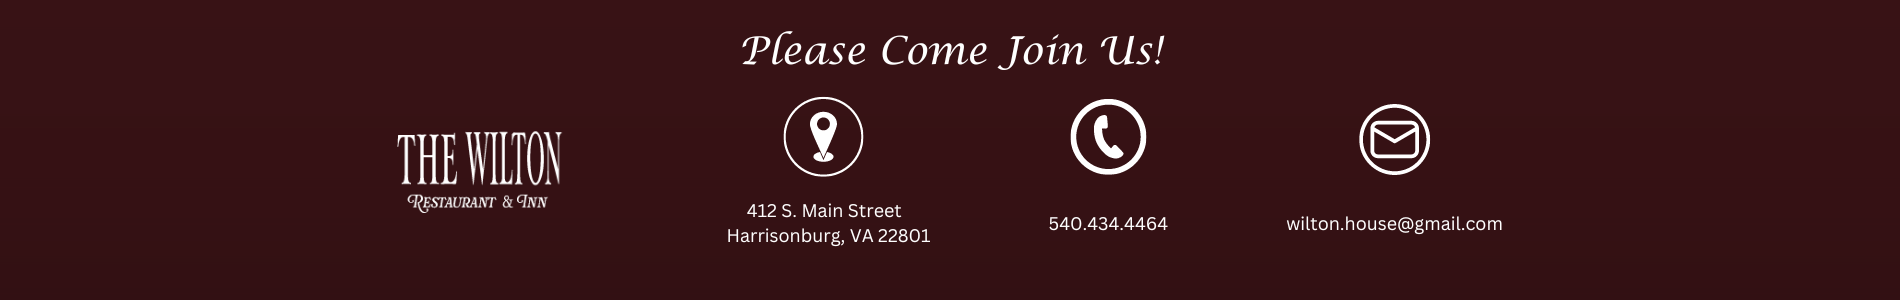 Please Come Join Us!
THE WILTON
RESTAURANT & INN
412 S. Main Street
Harrisonburg, VA 22801
540.434.4464
wilton.house@gmail.com